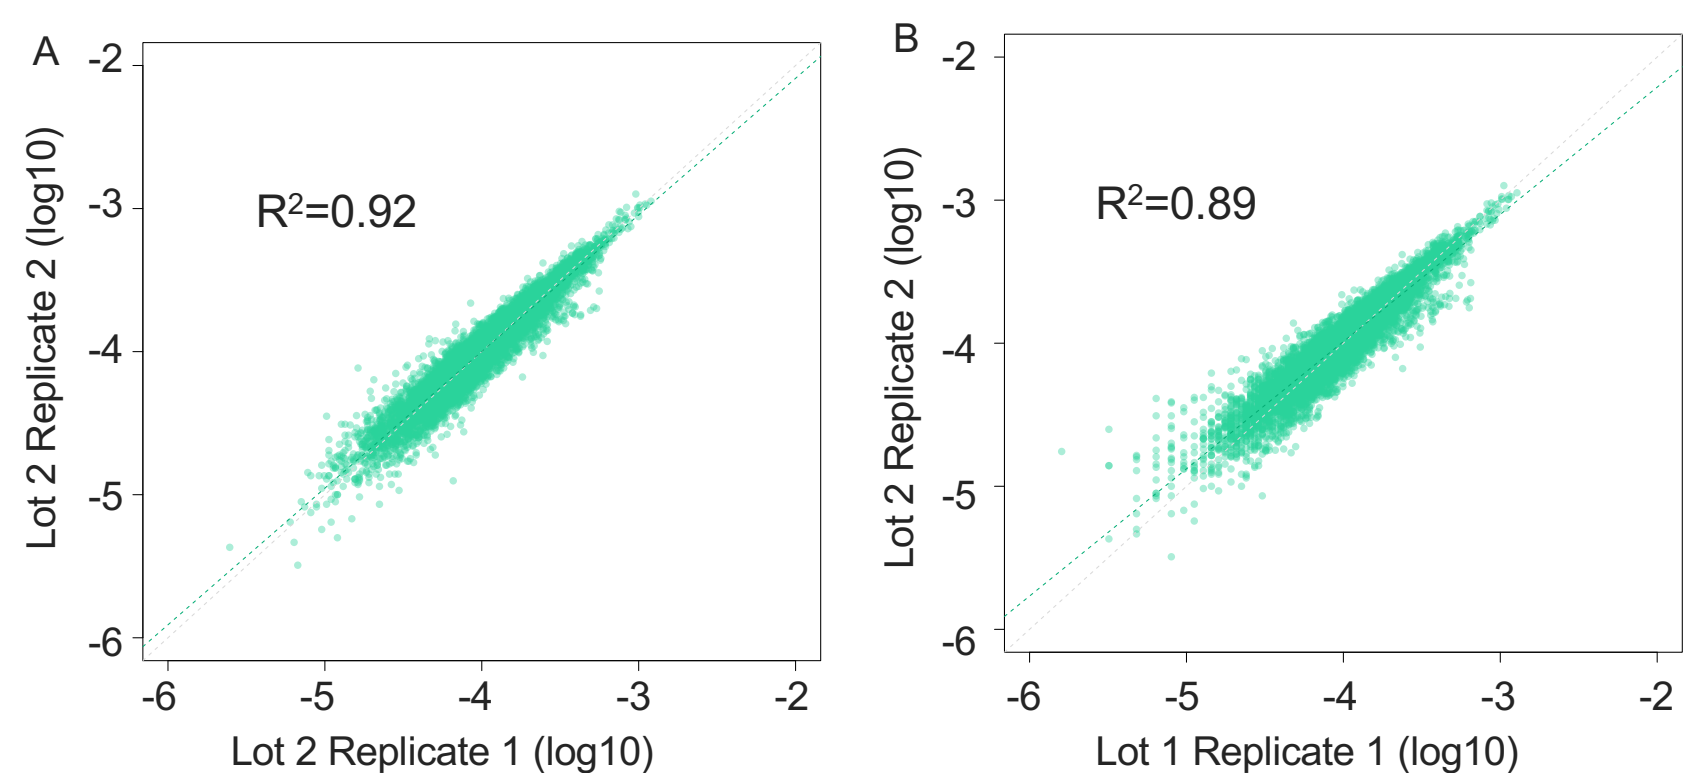 A
-2
-3
-4
-5
-6
Lot 2 Replicate 2 (log10)
R²=0.92
-6 -5 -4 -3 -2
Lot 2 Replicate 1 (log10)
B
-2
-3
-4
-5
-6
Lot 2 Replicate 2 (log10)
R²=0.89
-6 -5 -4 -3 -2
Lot 1 Replicate 1 (log10)